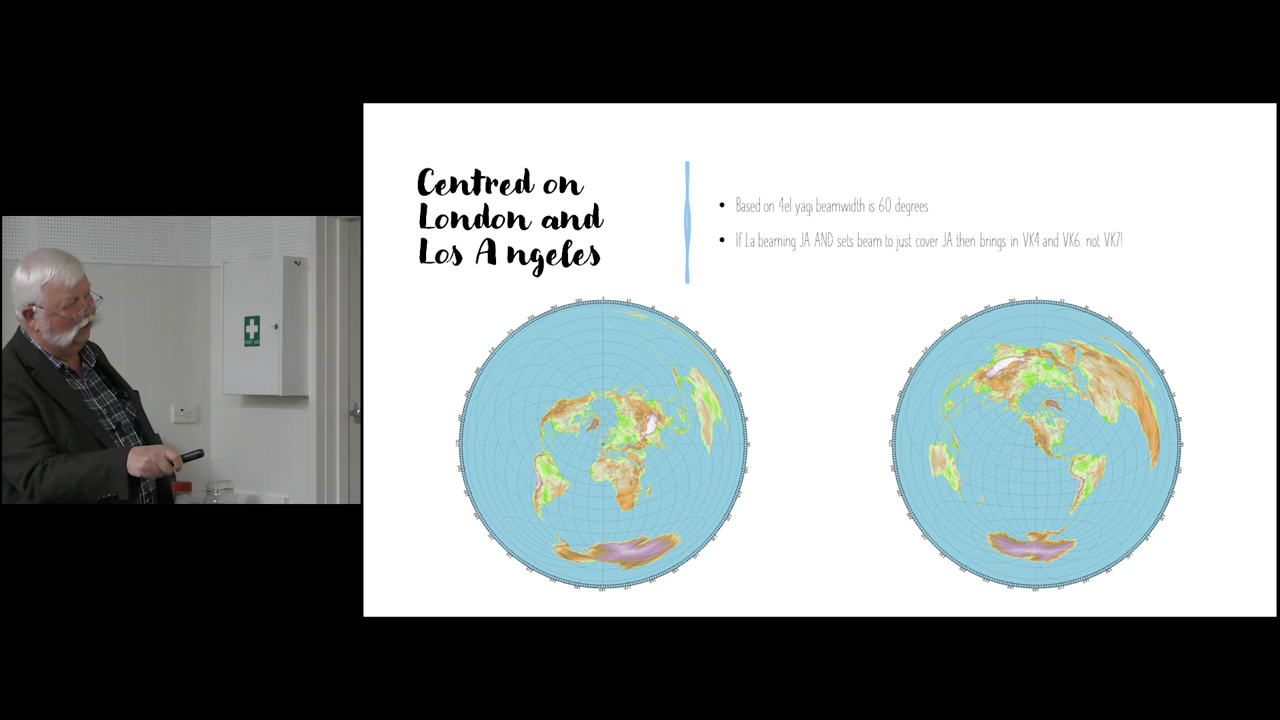 Centred on
London and
Los Angeles
• Based on 4el yagi beamwidth is 60 degrees
• If La beaming JA AND sets beam to just cover JA then brings in VK4 and VK6. not VK7!